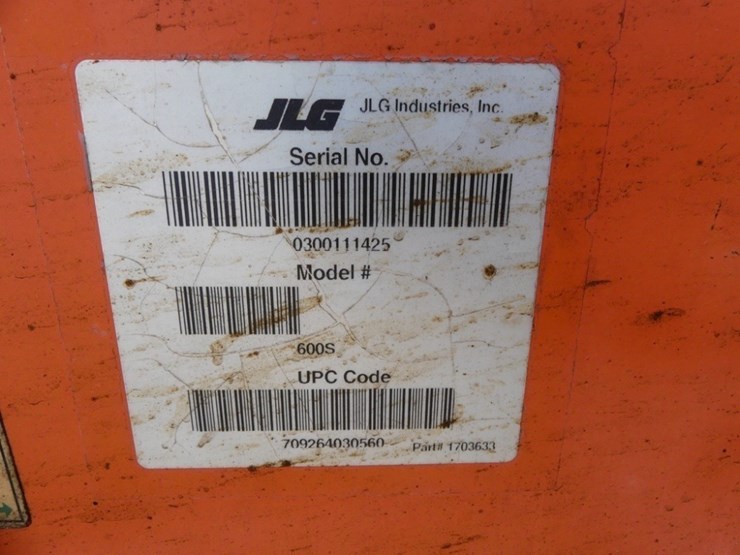 JLG JLG Industries, Inc.
Serial No.
0300111425
Model #
600S
UPC Code
709264030560 Part# 1703633